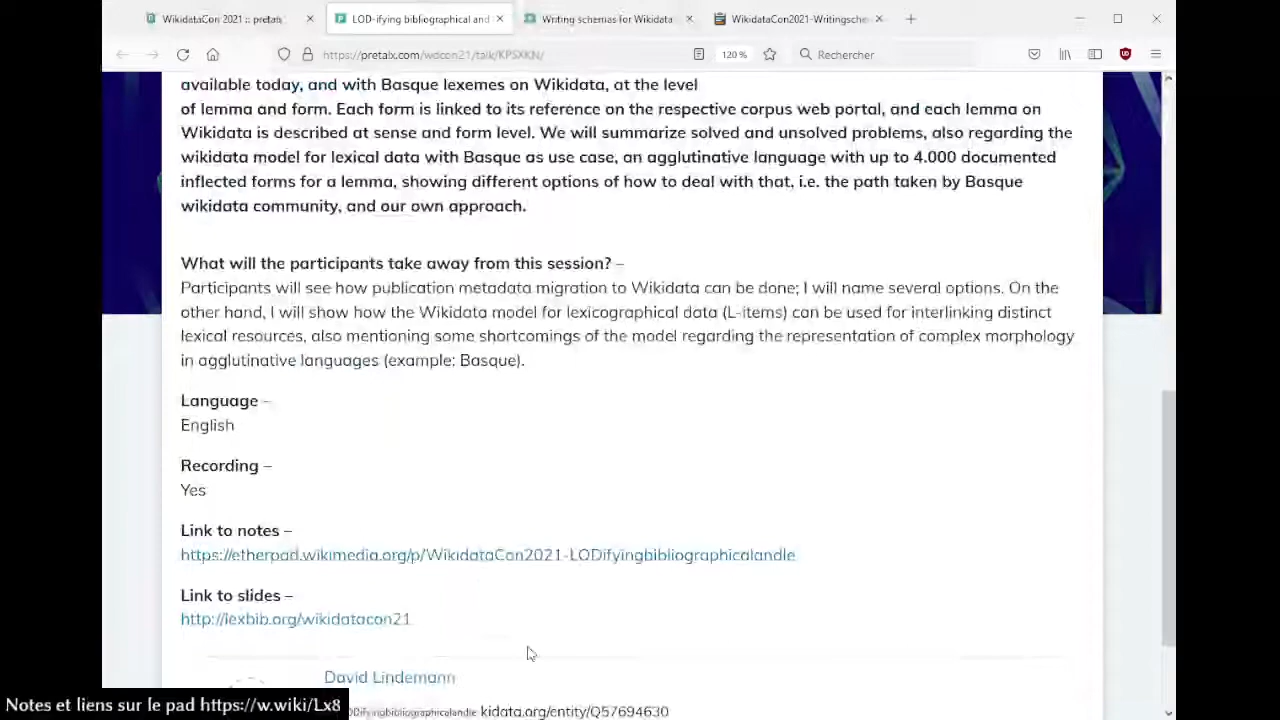 WikidataCon 2021 :: pretalx
LOD-ifying bibliographical and
Writing schemas for Wikidata
WikidataCon2021-Writingsche
https://pretalx.com/wdcon21/talk/KPSXKN/
120 %
Rechercher
available today, and with Basque lexemes on Wikidata, at the level
of lemma and form. Each form is linked to its reference on the respective corpus web portal, and each lemma on
Wikidata is described at sense and form level. We will summarize solved and unsolved problems, also regarding the
wikidata model for lexical data with Basque as use case, an agglutinative language with up to 4.000 documented
inflected forms for a lemma, showing different options of how to deal with that, i.e. the path taken by Basque
wikidata community, and our own approach.
What will the participants take away from this session? –
Participants will see how publication metadata migration to Wikidata can be done; I will name several options. On the
other hand, I will show how the Wikidata model for lexicographical data (L-items) can be used for interlinking distinct
lexical resources, also mentioning some shortcomings of the model regarding the representation of complex morphology
in agglutinative languages (example: Basque).
Language –
English
Recording –
Yes
Link to notes –
https://etherpad.wikimedia.org/p/WikidataCon2021-LODifyingbibliographicalandle
Link to slides –
http://lexbib.org/wikidatacon21
David Lindemann
ODifyingbibliographicalandle kidata.org/entity/Q57694630
Notes et liens sur le pad https://w.wiki/Lx8